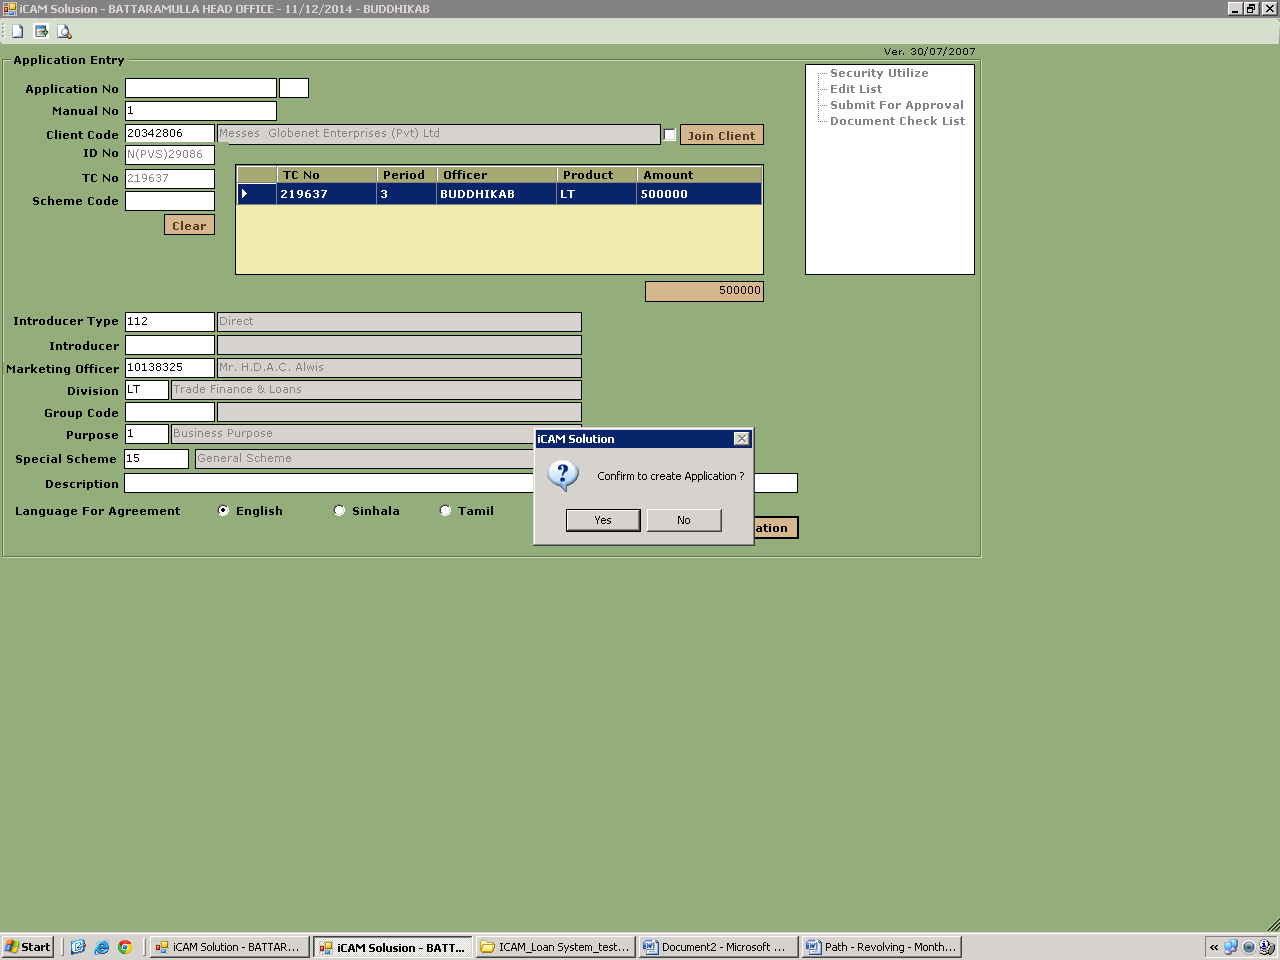 iCAM Solusion - BATTARAMULLA HEAD OFFICE - 11/12/2014 - BUDDHIKAB
Ver. 30/07/2007
Application Entry
Application No
Manual No 1
Client Code 20342806 Messes Globenet Enterprises (Pvt) Ltd Join Client
ID No N(PVS)29086
TC No 219637
Scheme Code
Clear
TC No Period Officer Product Amount
219637 3 BUDDHIKAB LT 500000
500000
Security Utilize
Edit List
Submit For Approval
Document Check List
Introducer Type 112 Direct
Introducer
Marketing Officer 10138325 Mr. H.D.A.C. Alwis
Division LT Trade Finance & Loans
Group Code
Purpose 1 Business Purpose
Special Scheme 15 General Scheme
Description
Language For Agreement English Sinhala Tamil
ation
iCAM Solution
Confirm to create Application ?
Yes No
Start iCAM Solution - BATTAR... iCAM Solusion - BATT... ICAM_Loan System_test... Document2 - Microsoft ... Path - Revolving - Month... «